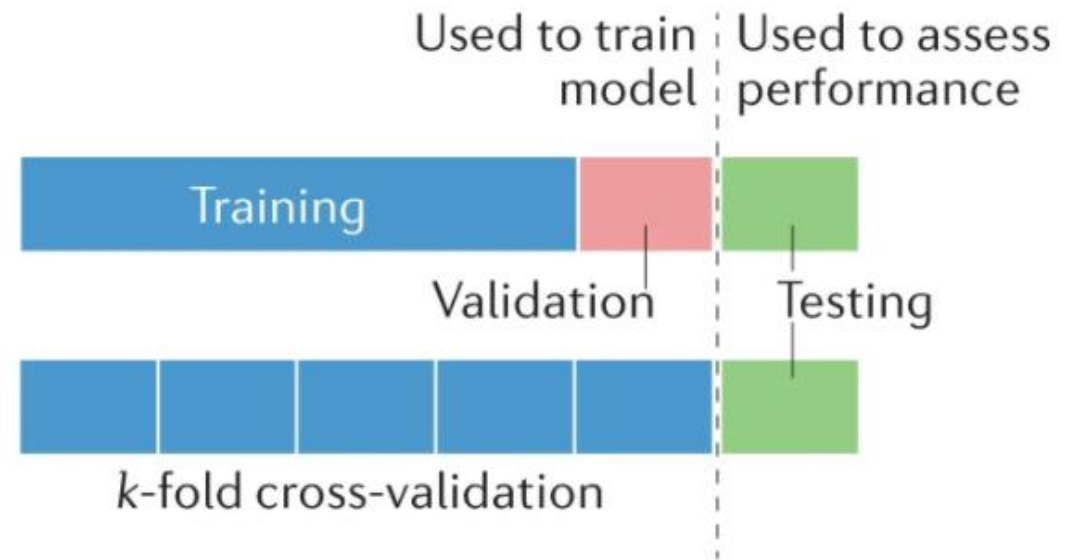 Used to train
model
Used to assess
performance
Training
Validation
Testing
k-fold cross-validation